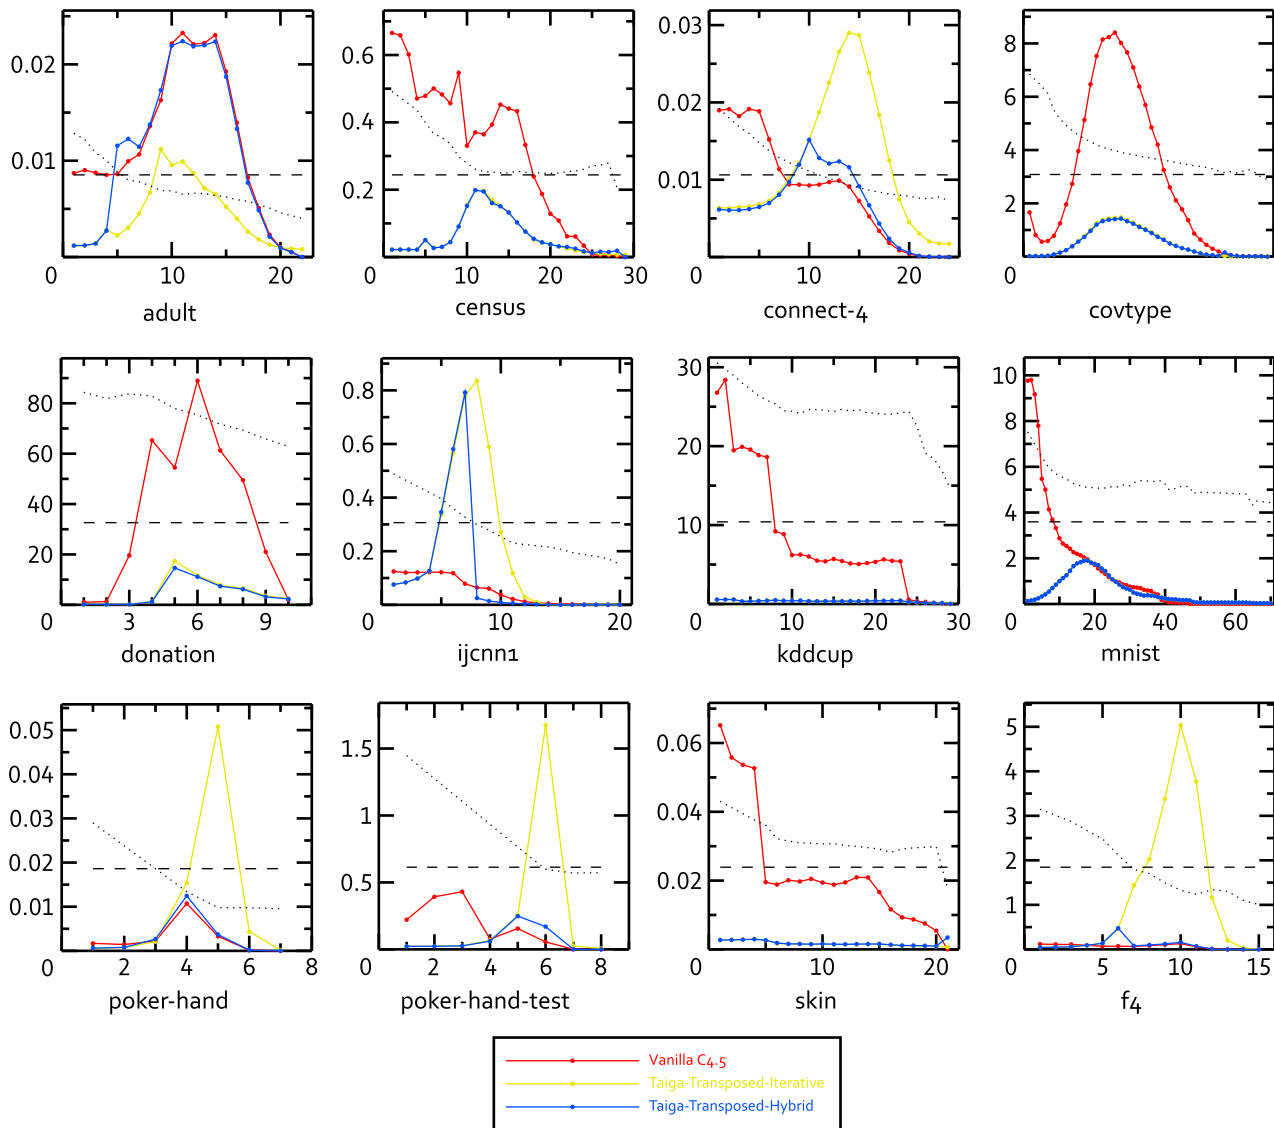 0.02
0.01
0 10 20
adult
0.6
0.4
0.2
0 10 20 30
census
0.03
0.02
0.01
0 10 20
connect-4
8
6
4
2
0
covtype
80
60
40
20
0 3 6 9
donation
0.8
0.6
0.4
0.2
0 10 20
ijcnn1
30
20
10
0 10 20 30
kddcup
10
8
6
4
2
0 20 40 60
mnist
0.05
0.04
0.03
0.02
0.01
0 2 4 6 8
poker-hand
1.5
1
0.5
0 2 4 6 8
poker-hand-test
0.06
0.04
0.02
0 10 20
skin
5
4
3
2
1
0 5 10 15
f4
Vanilla C4.5
Taiga-Transposed-Iterative
Taiga-Transposed-Hybrid